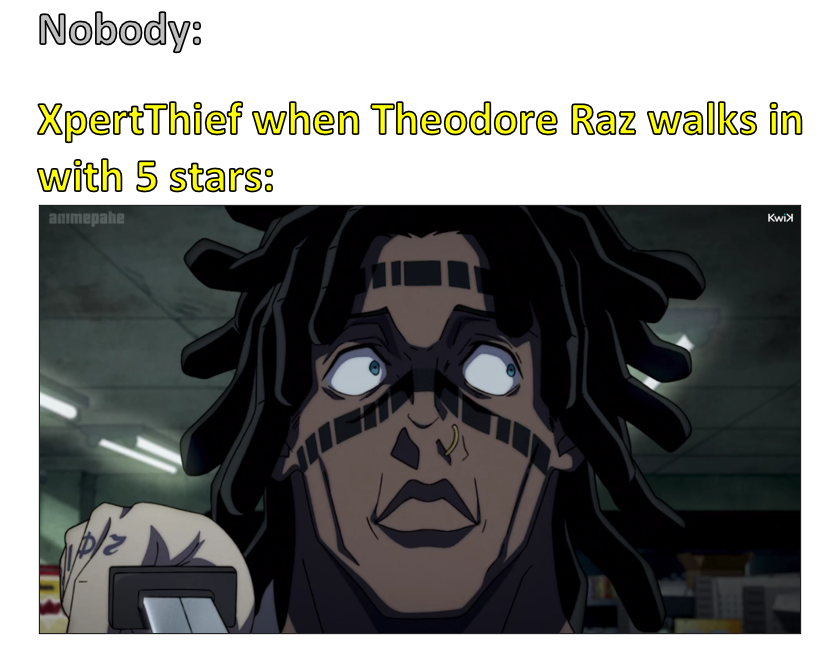 Nobody:
XpertThief when Theodore Raz walks in
with 5 stars:
animepahe
Kwik